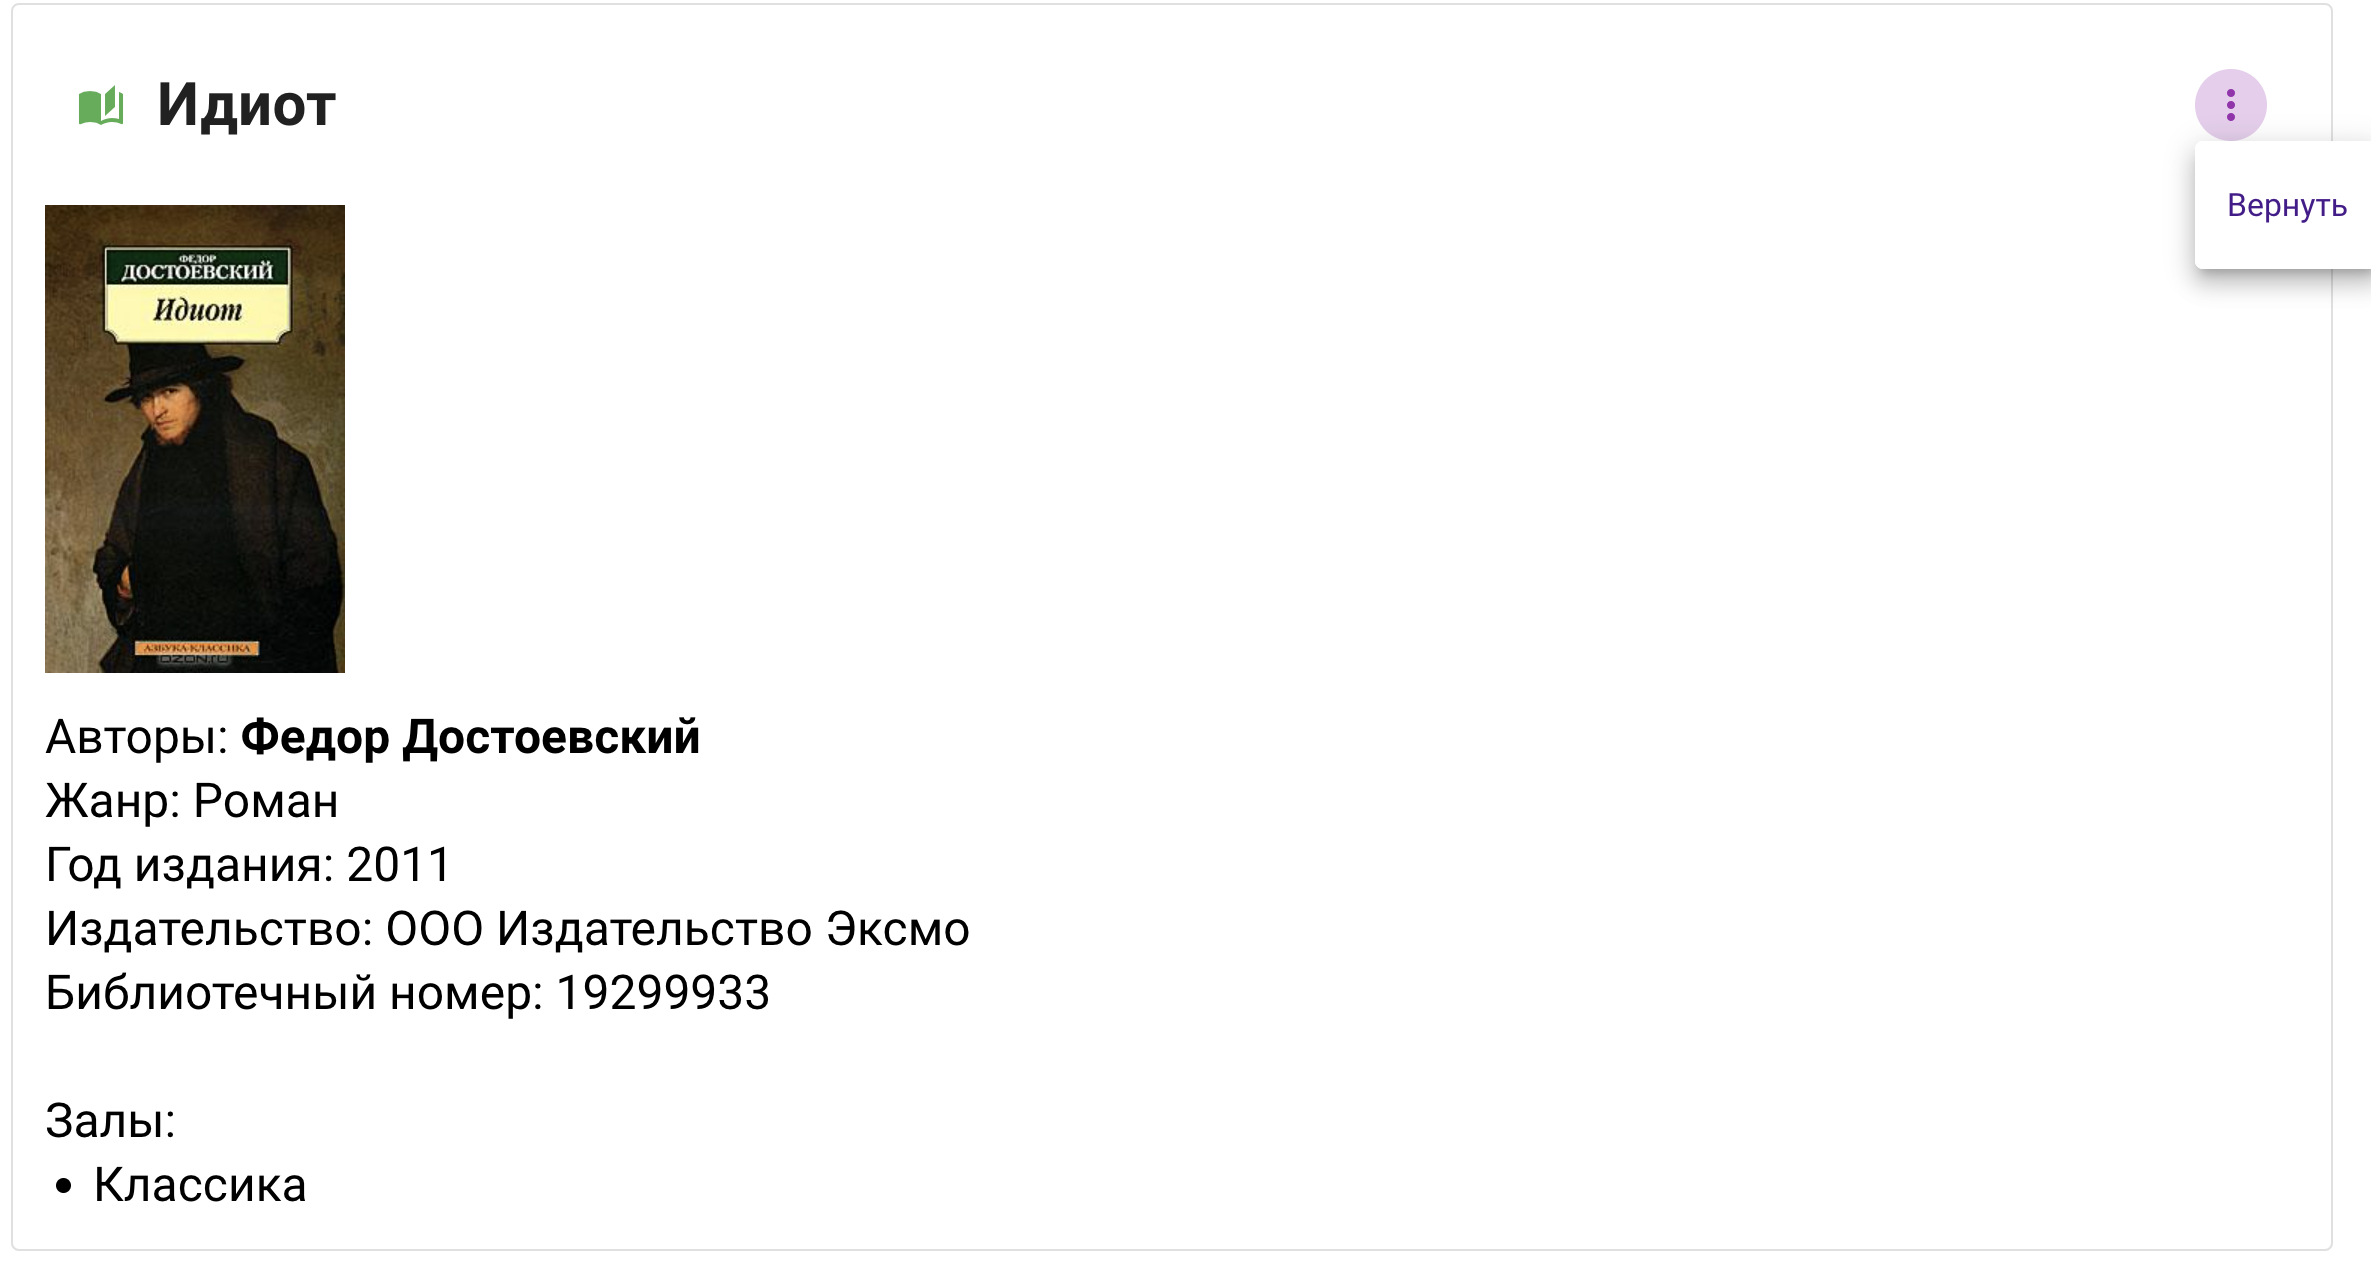 Идиот
Вернуть
ФЕДОР
ДОСТОЕВСКИЙ
Идиот
АЗБУКА-КЛАССИКА
OZON.RU
Авторы: Федор Достоевский
Жанр: Роман
Год издания: 2011
Издательство: ООО Издательство Эксмо
Библиотечный номер: 19299933
Залы:
• Классика